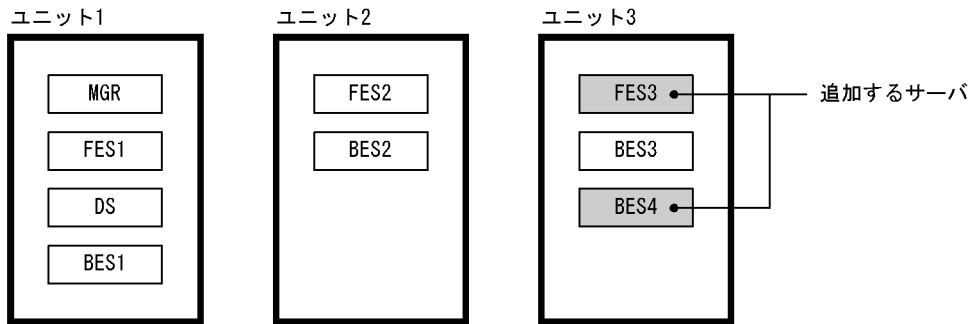 ユニット1
MGR
FES1
DS
BES1
ユニット2
FES2
BES2
ユニット3
FES3
BES3
BES4
追加するサーバ